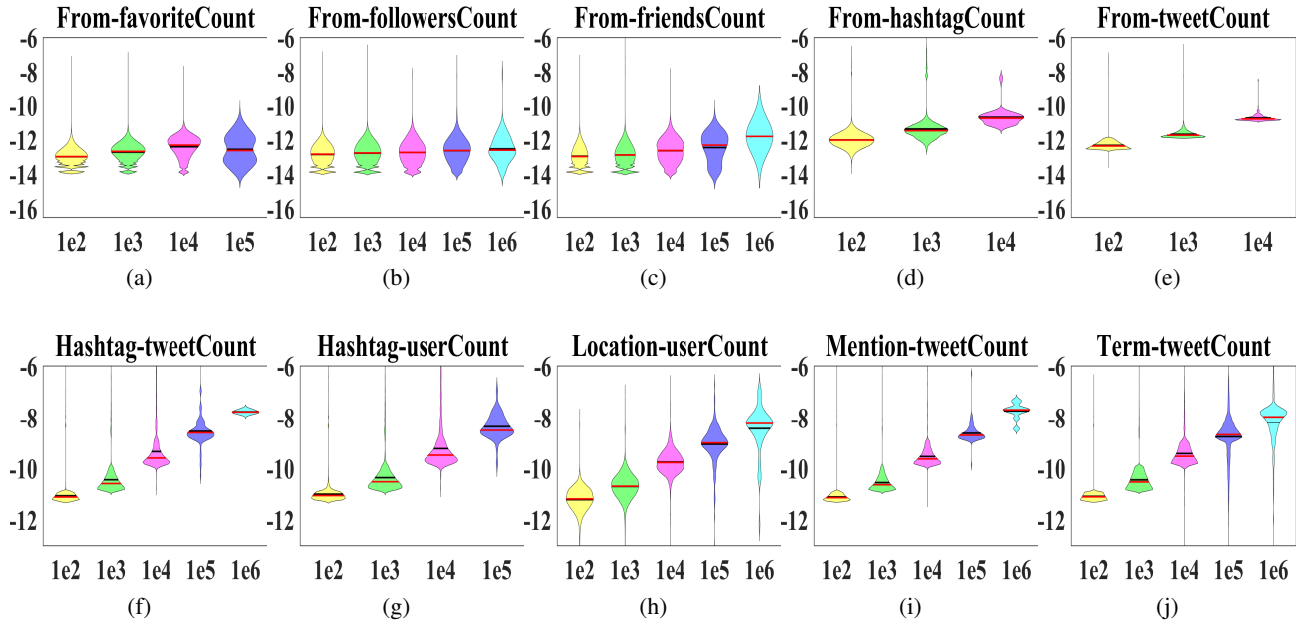 From-favoriteCount From-followersCount From-friendsCount From-hashtagCount From-tweetCount
-6 -6 -6 -6 -6
-8 -8 -8 -8 -8
-10 -10 -10 -10 -10
-12 -12 -12 -12 -12
-14 -14 -14 -14 -14
-16 -16 -16 -16 -16
1e2 1e3 1e4 1e5 1e2 1e3 1e4 1e5 1e6 1e2 1e3 1e4 1e5 1e6 1e2 1e3 1e4 1e2 1e3 1e4
(a) (b) (c) (d) (e)
Hashtag-tweetCount Hashtag-userCount Location-userCount Mention-tweetCount Term-tweetCount
-6 -6 -6 -6 -6
-8 -8 -8 -8 -8
-10 -10 -10 -10 -10
-12 -12 -12 -12 -12
1e2 1e3 1e4 1e5 1e6 1e2 1e3 1e4 1e5 1e2 1e3 1e4 1e5 1e6 1e2 1e3 1e4 1e5 1e6 1e2 1e3 1e4 1e5 1e6
(f) (g) (h) (i) (j)